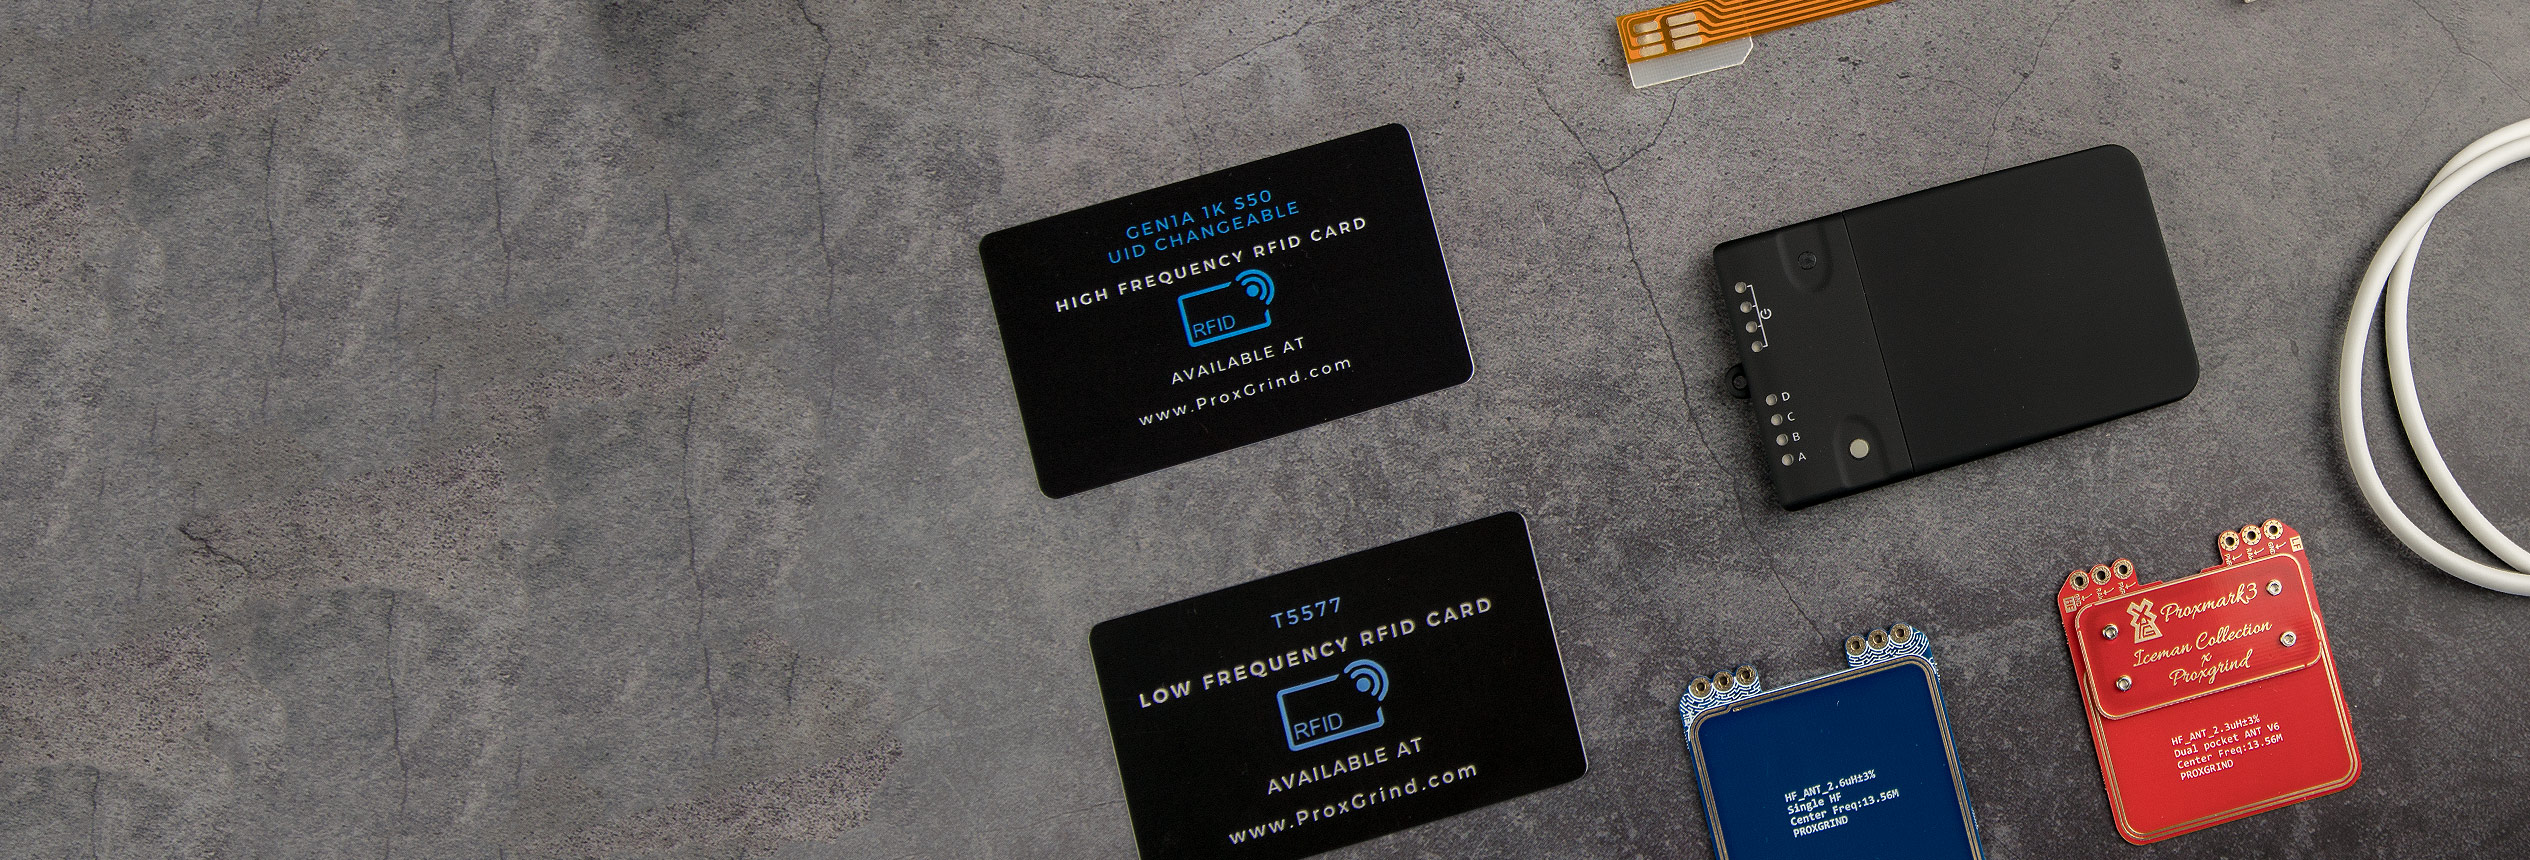 GEN1A 1K S50
UID CHANGEABLE
HIGH FREQUENCY RFID CARD
RFID
AVAILABLE AT
www.ProxGrind.com
T5577
LOW FREQUENCY RFID CARD
RFID
AVAILABLE AT
www.ProxGrind.com
D
C
B
A
HF_ANT_2.6uH±3%
Single HF
Center Freq:13.56M
PROXGRIND
LF
Proxmark3
Iceman Collection
x
Proxgrind
HF_ANT_2.3uH±3%
Dual pocket ANT V6
Center Freq:13.56M
PROXGRIND